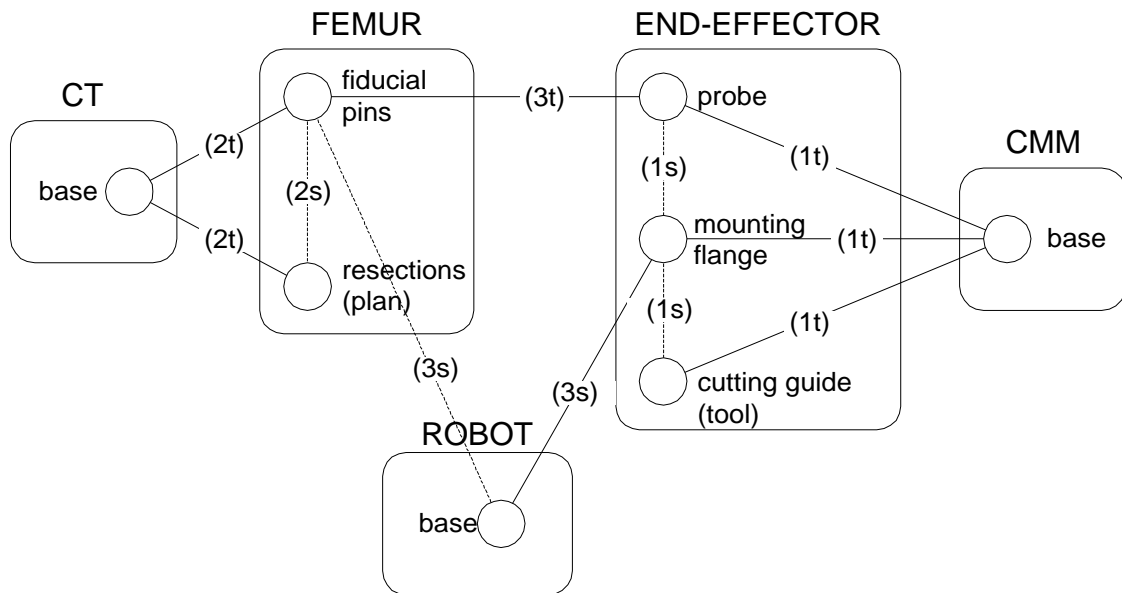 FEMUR
END-EFFECTOR
CT
fiducial
pins
(3t)
probe
(2t)
(1t)
CMM
base
(2s)
(1s)
mounting
flange
(1t)
base
(2t)
resections
(plan)
(1s)
(1t)
(3s)
(3s)
cutting guide
(tool)
ROBOT
base